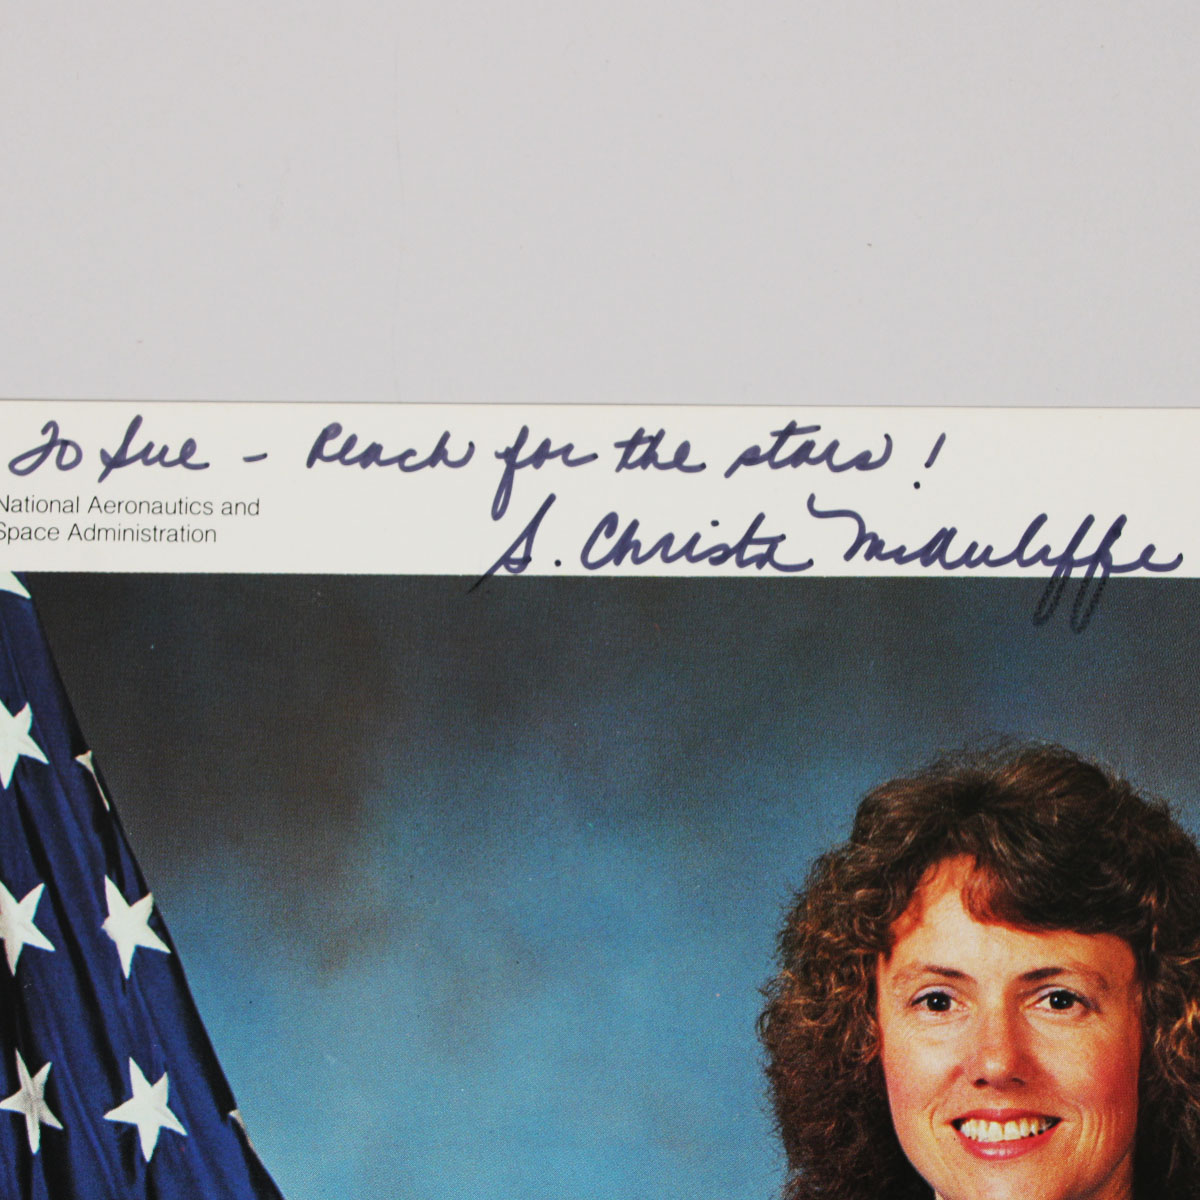 To Sue - Reach for the stars!
National Aeronautics and
Space Administration
S. Christa McAuliffe